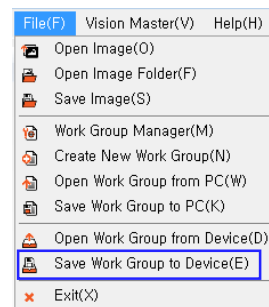 File(F) Vision Master(V) Help(H)
Open Image(O)
Open Image Folder(F)
Save Image(S)
Work Group Manager(M)
Create New Work Group(N)
Open Work Group from PC(W)
Save Work Group to PC(K)
Open Work Group from Device(D)
Save Work Group to Device(E)
Exit(X)